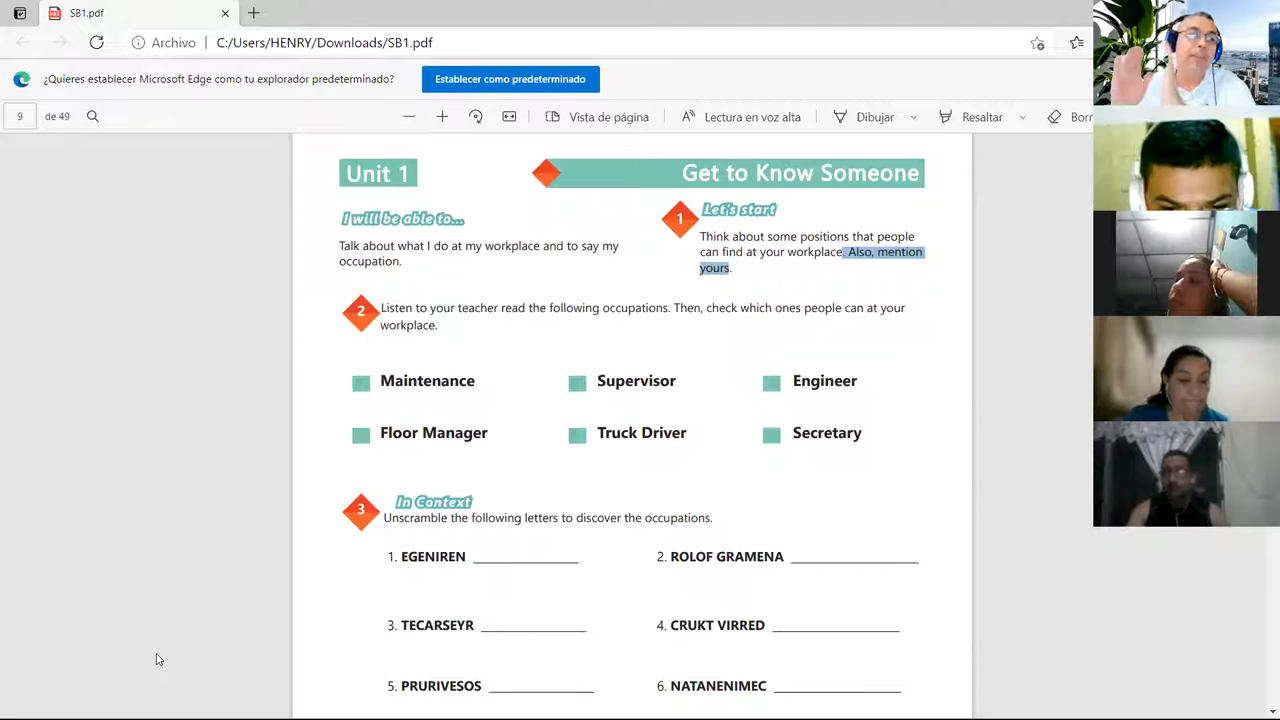 SB1.pdf
Archivo
C:/Users/HENRY/Downloads/SB1.pdf
¿Quieres establecer Microsoft Edge como tu explorador predeterminado?
Establecer como predeterminado
9 de 49
Vista de página
Lectura en voz alta
Dibujar
Resaltar
Borr
Unit 1
Get to Know Someone
I will be able to...
Talk about what I do at my workplace and to say my
occupation.
1
Let's start
Think about some positions that people
can find at your workplace. Also, mention
yours.
2
Listen to your teacher read the following occupations. Then, check which ones people can at your
workplace.
Maintenance
Supervisor
Engineer
Floor Manager
Truck Driver
Secretary
3
In Context
Unscramble the following letters to discover the occupations.
1. EGENIREN
2. ROLOF GRAMENA
3. TECARSEYR
4. CRUKT VIRRED
5. PRURIVESOS
6. NATANENIMEC